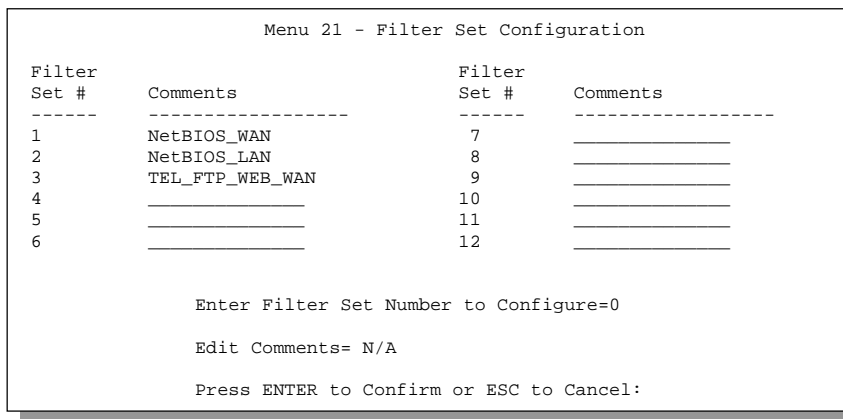 Menu 21 - Filter Set Configuration
Filter Filter
Set # Comments Set # Comments
------ ------------------ ------ ------------------
1 NetBIOS_WAN 7 ______________
2 NetBIOS_LAN 8 ______________
3 TEL_FTP_WEB_WAN 9 ______________
4 ______________ 10 ______________
5 ______________ 11 ______________
6 ______________ 12 ______________
Enter Filter Set Number to Configure=0
Edit Comments= N/A
Press ENTER to Confirm or ESC to Cancel: